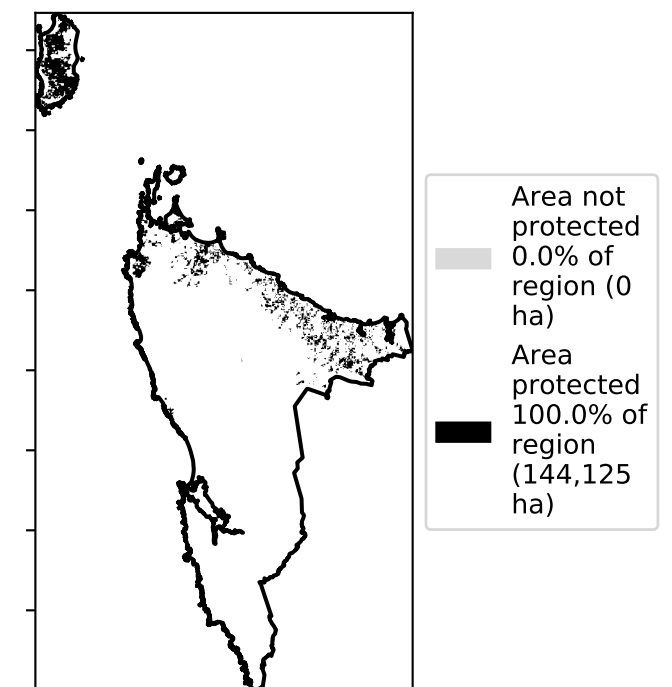 Area not
protected
0.0% of
region (0
ha)
Area
protected
100.0% of
region
(144,125
ha)